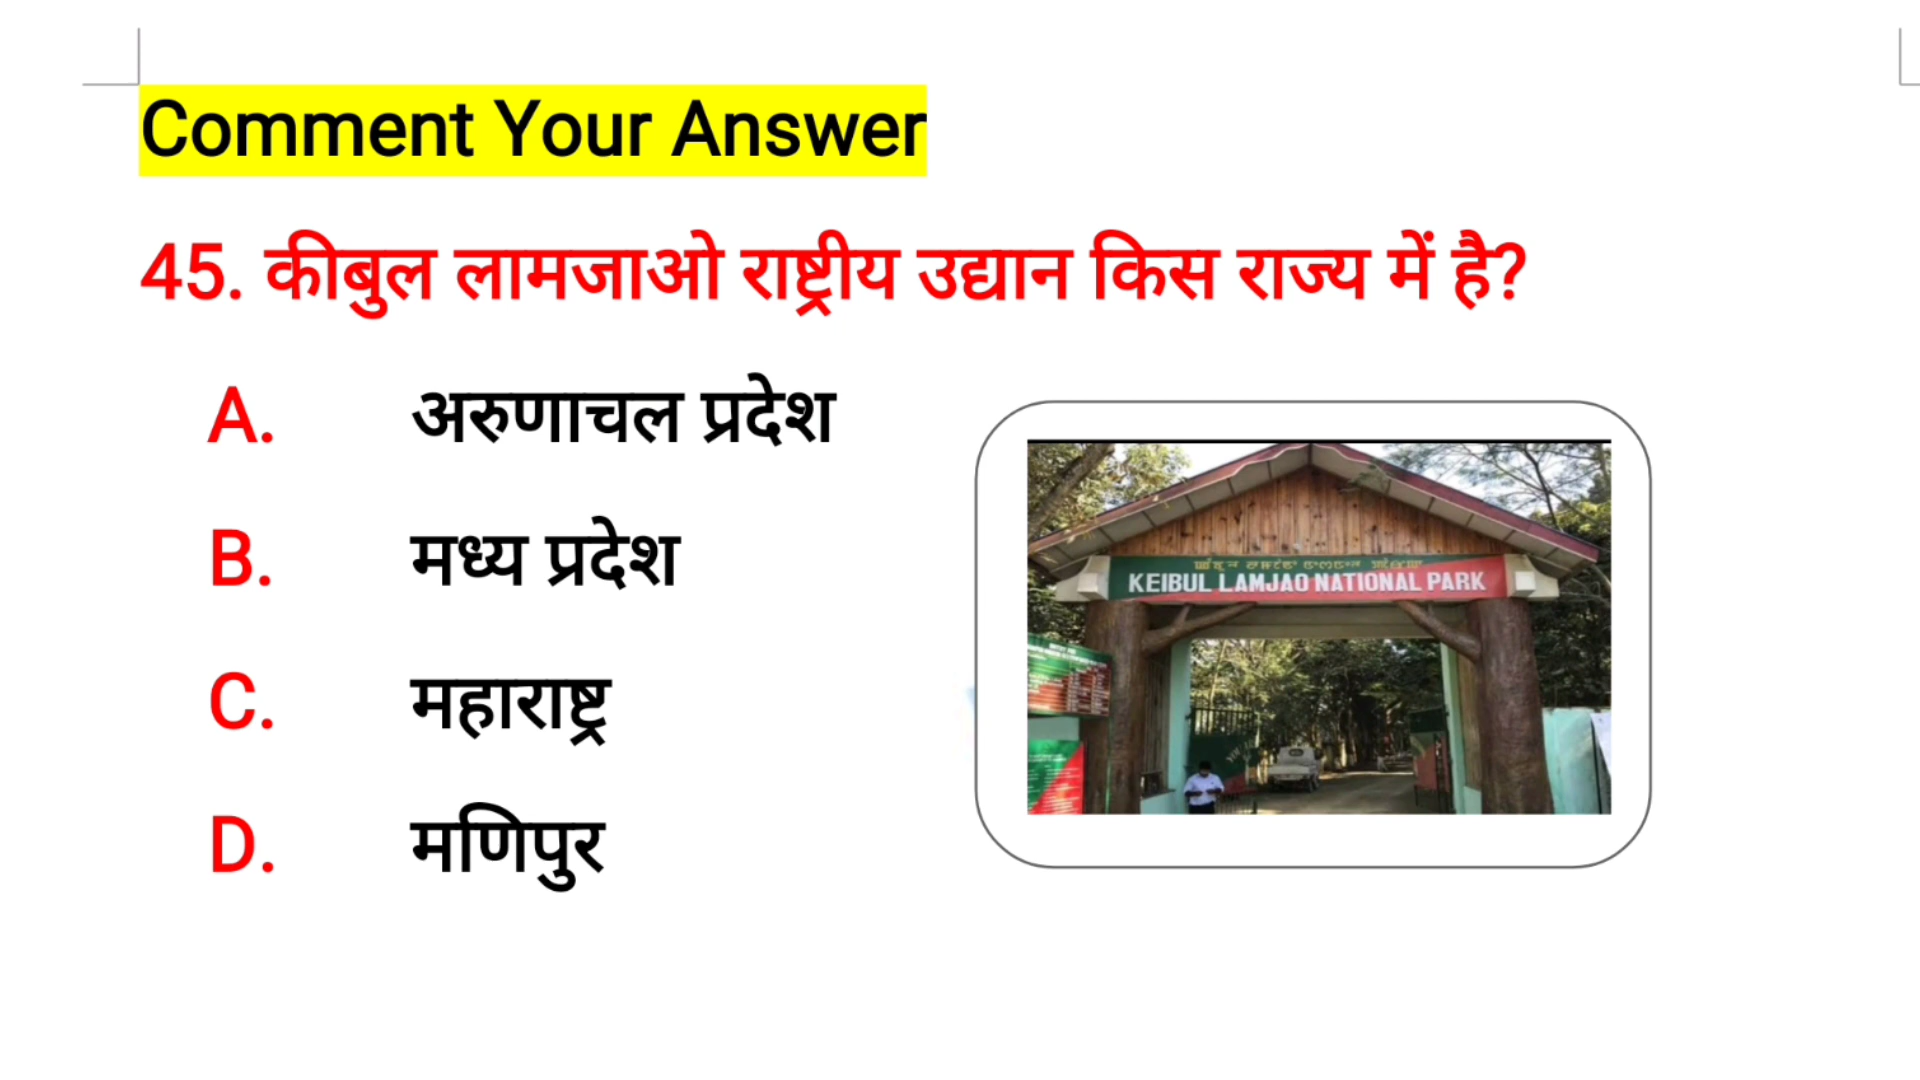 Comment Your Answer
45. कीबुल लामजाओ राष्ट्रीय उद्यान किस राज्य में है?
A. अरुणाचल प्रदेश
B. मध्य प्रदेश
C. महाराष्ट्र
D. मणिपुर
KEIBUL LAMJAO NATIONAL PARK